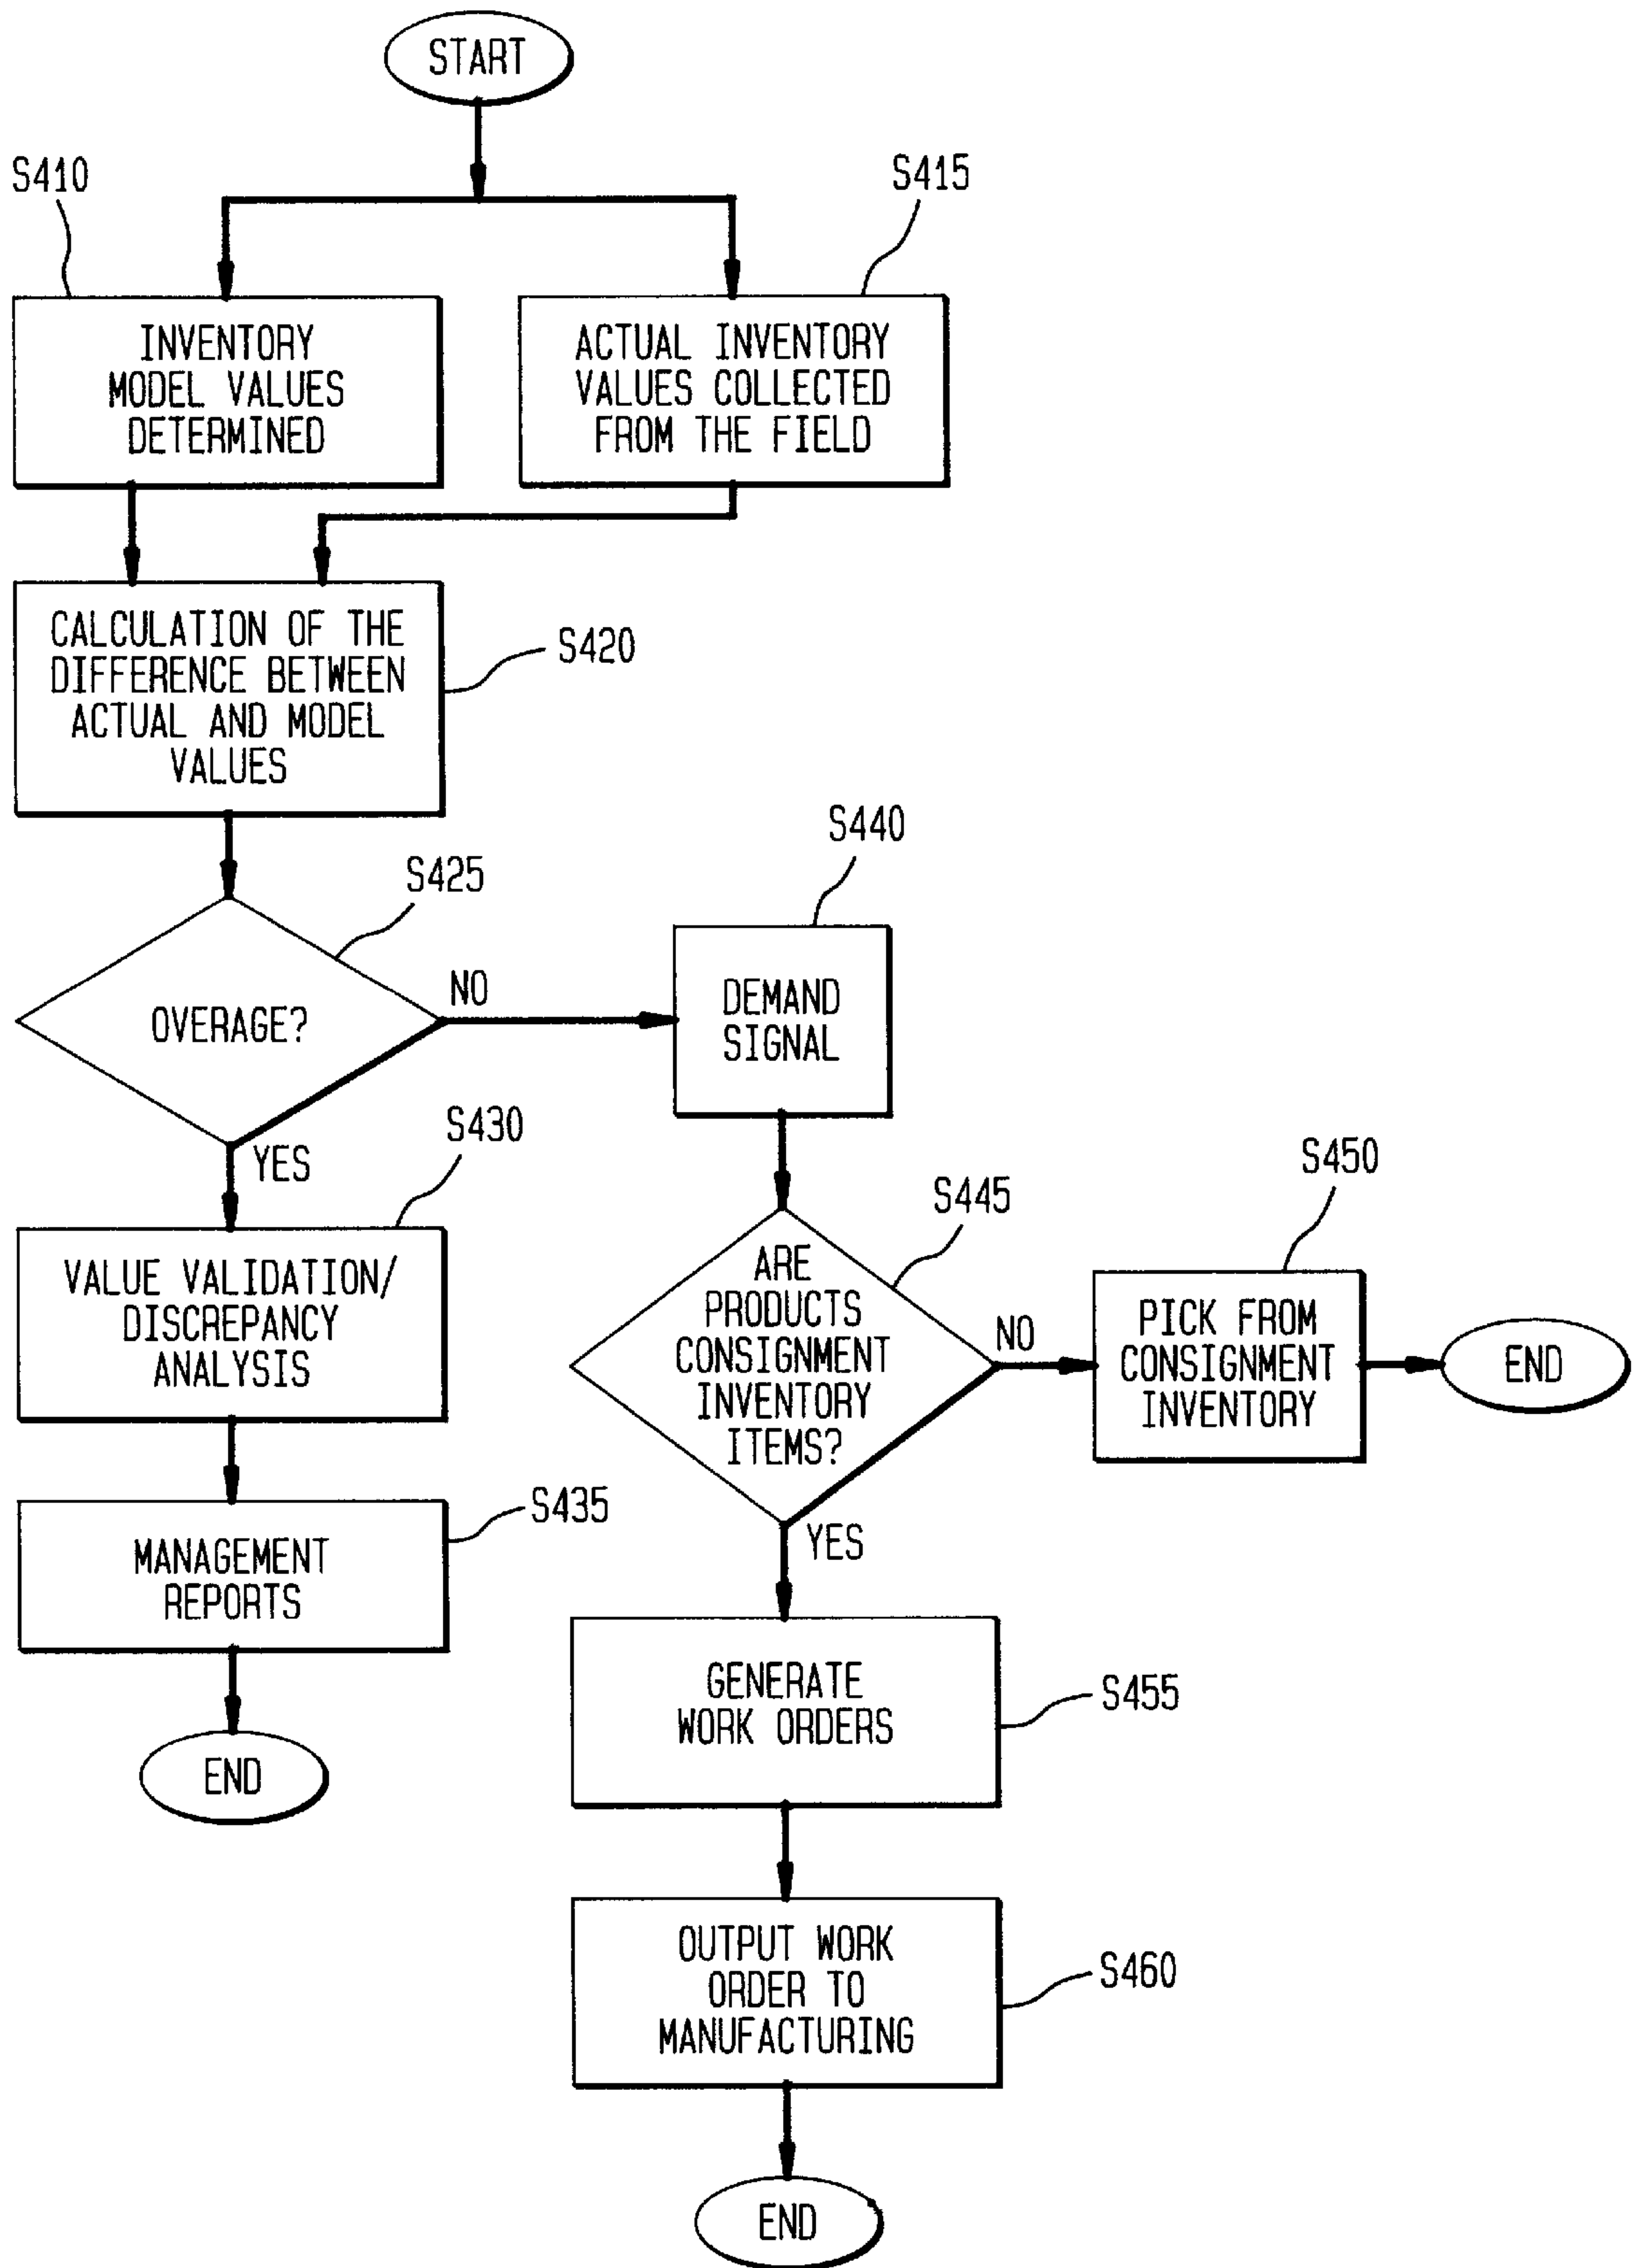 START
S410
S415
INVENTORY
MODEL VALUES
DETERMINED
ACTUAL INVENTORY
VALUES COLLECTED
FROM THE FIELD
CALCULATION OF THE
DIFFERENCE BETWEEN
ACTUAL AND MODEL
VALUES
S420
S425
OVERAGE?
NO
YES
S440
DEMAND
SIGNAL
S430
VALUE VALIDATION/
DISCREPANCY
ANALYSIS
S445
ARE
PRODUCTS
CONSIGNMENT
INVENTORY
ITEMS?
NO
YES
S450
PICK FROM
CONSIGNMENT
INVENTORY
END
S435
MANAGEMENT
REPORTS
END
GENERATE
WORK ORDERS
S455
OUTPUT WORK
ORDER TO
MANUFACTURING
S460
END